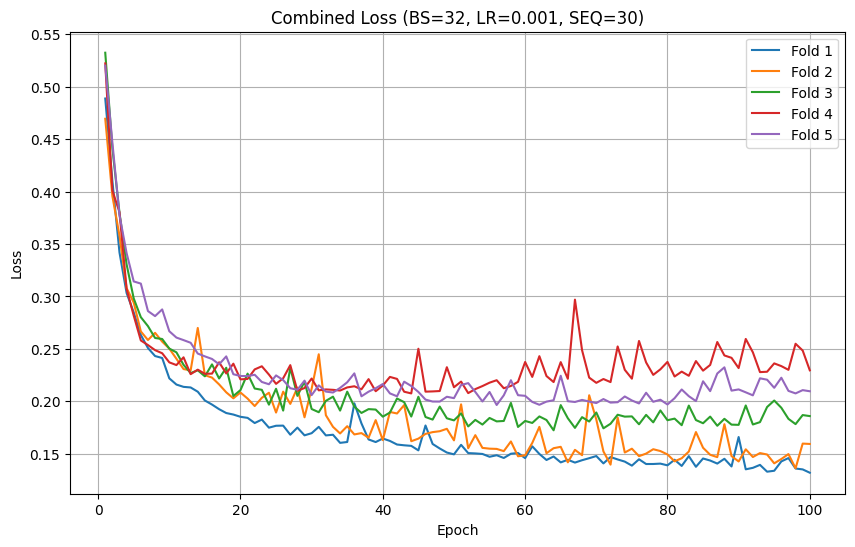 Combined Loss (BS=32, LR=0.001, SEQ=30)
0.55
0.50
0.45
0.40
0.35
0.30
0.25
0.20
0.15
Loss
Fold 1
Fold 2
Fold 3
Fold 4
Fold 5
0 20 40 60 80 100
Epoch